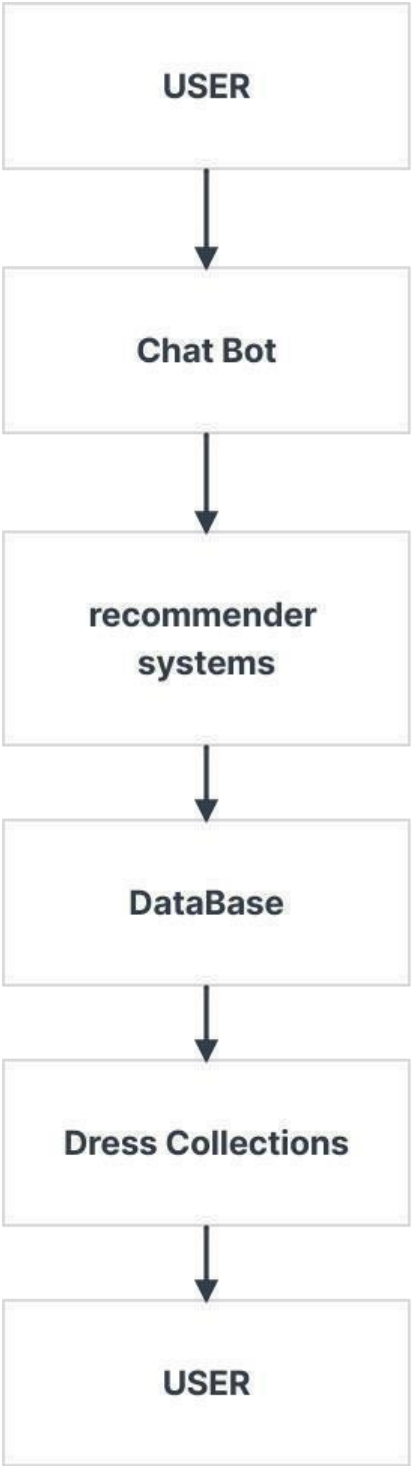 USER
Chat Bot
recommender
systems
DataBase
Dress Collections
USER